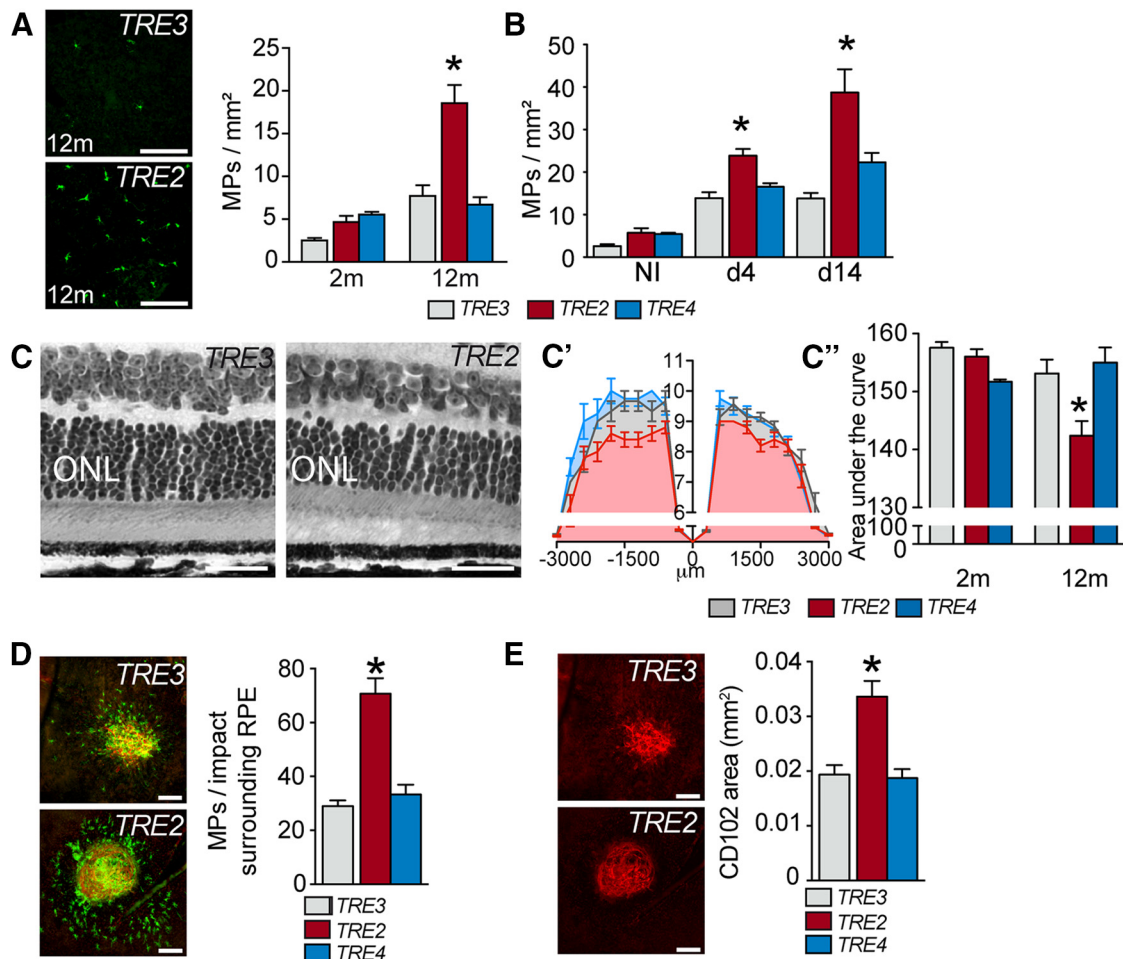 A
TRE3
12m
TRE2
12m
MPs / mm²
25
20
15
10
5
0
*
2m
12m
B
MPs / mm²
50
40
30
20
10
0
*
*
NI
d4
d14
TRE3
TRE2
TRE4
C
TRE3
ONL
TRE2
ONL
C'
11
10
9
8
7
6
1
0
-3000
-1500
0
1500
3000
µm
C"
Area under the curve
160
150
140
130
100
0
*
2m
12m
TRE3
TRE2
TRE4
D
TRE3
TRE2
MPs / impact
surrounding RPE
80
60
40
20
0
*
TRE3
TRE2
TRE4
E
TRE3
TRE2
CD102 area (mm²)
0.04
0.03
0.02
0.01
0
*
TRE3
TRE2
TRE4